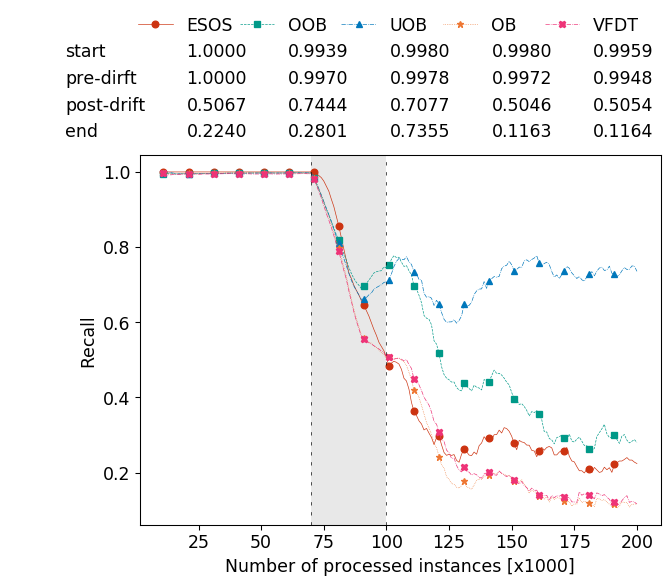 ESOS OOB UOB OB VFDT
start 1.0000 0.9939 0.9980 0.9980 0.9959
pre-dirft 1.0000 0.9970 0.9978 0.9972 0.9948
post-drift 0.5067 0.7444 0.7077 0.5046 0.5054
end 0.2240 0.2801 0.7355 0.1163 0.1164
1.0
0.8
0.6
0.4
0.2
Recall
25 50 75 100 125 150 175 200
Number of processed instances [x1000]